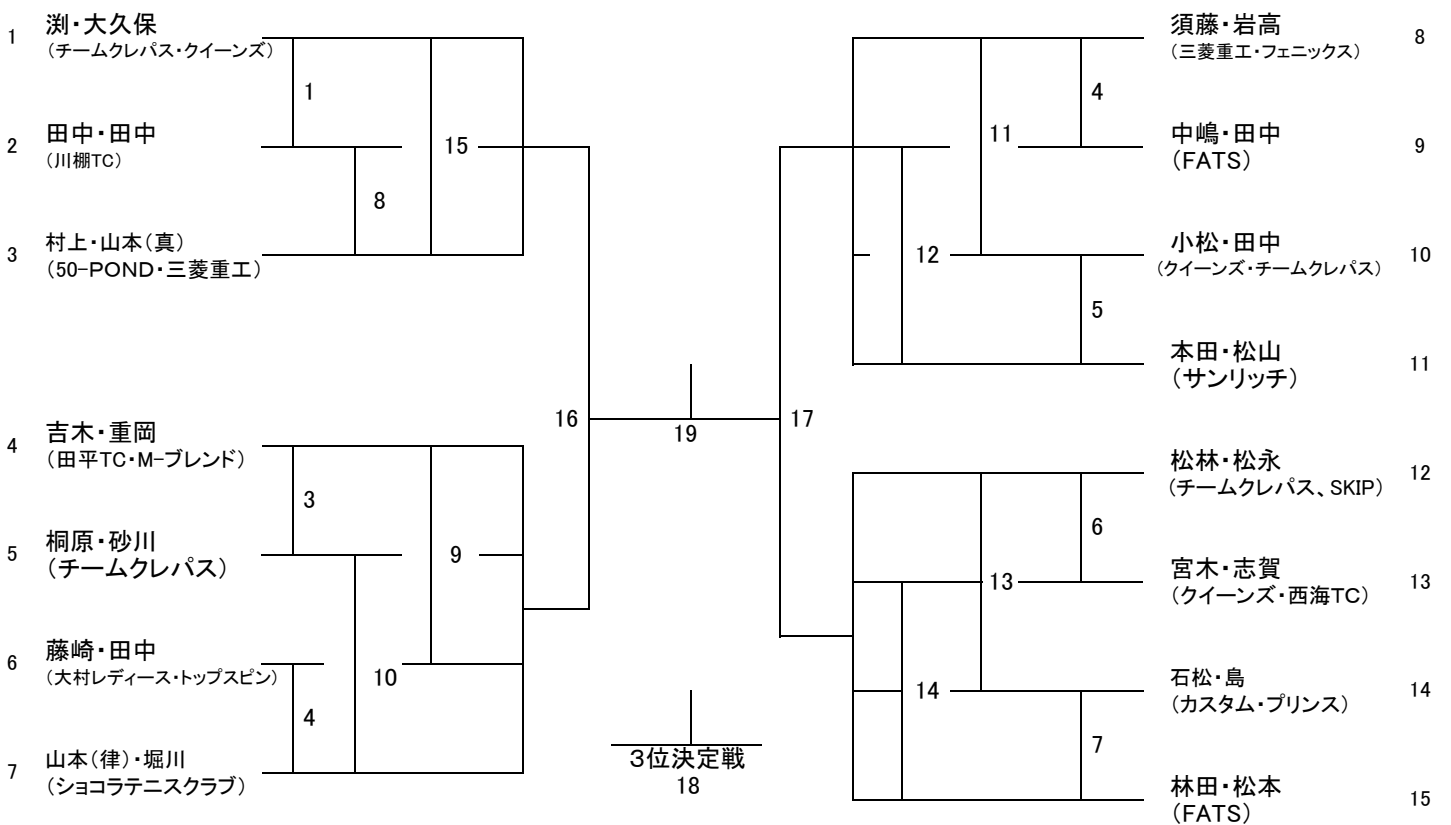 1 渕・大久保
（チームクレパス・クイーンズ）
1
2 田中・田中
（川棚TC）
15
8
3 村上・山本（真）
（50-POND・三菱重工）
16
4 吉木・重岡
（田平TC・M-ブレンド）
3
5 桐原・砂川
（チームクレパス）
9
6 藤崎・田中
（大村レディース・トップスピン）
10
4
7 山本（律）・堀川
（ショコラテニスクラブ）
19
3位決定戦
18
須藤・岩高 8
（三菱重工・フェニックス）
4
11
中嶋・田中 9
（FATS）
12
小松・田中 10
（クイーンズ・チームクレパス）
5
本田・松山 11
（サンリッチ）
17
松林・松永 12
（チームクレパス、SKIP）
6
13
宮木・志賀 13
（クイーンズ・西海TC）
14
石松・島 14
（カスタム・プリンス）
7
林田・松本 15
（FATS）